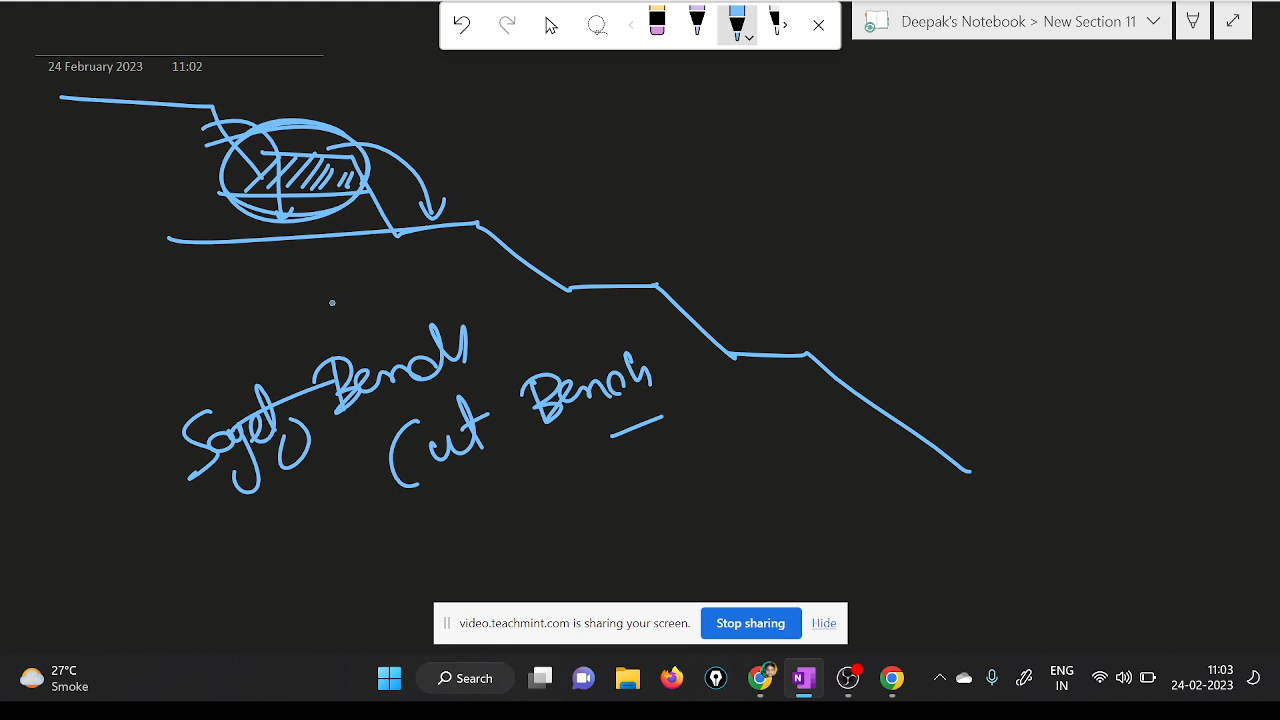 Deepak's Notebook > New Section 11
24 February 2023 11:02
Bench
Cut Bench
video.teachmint.com is sharing your screen. Stop sharing Hide
27°C
Smoke
Search
ENG
IN
11:03
24-02-2023